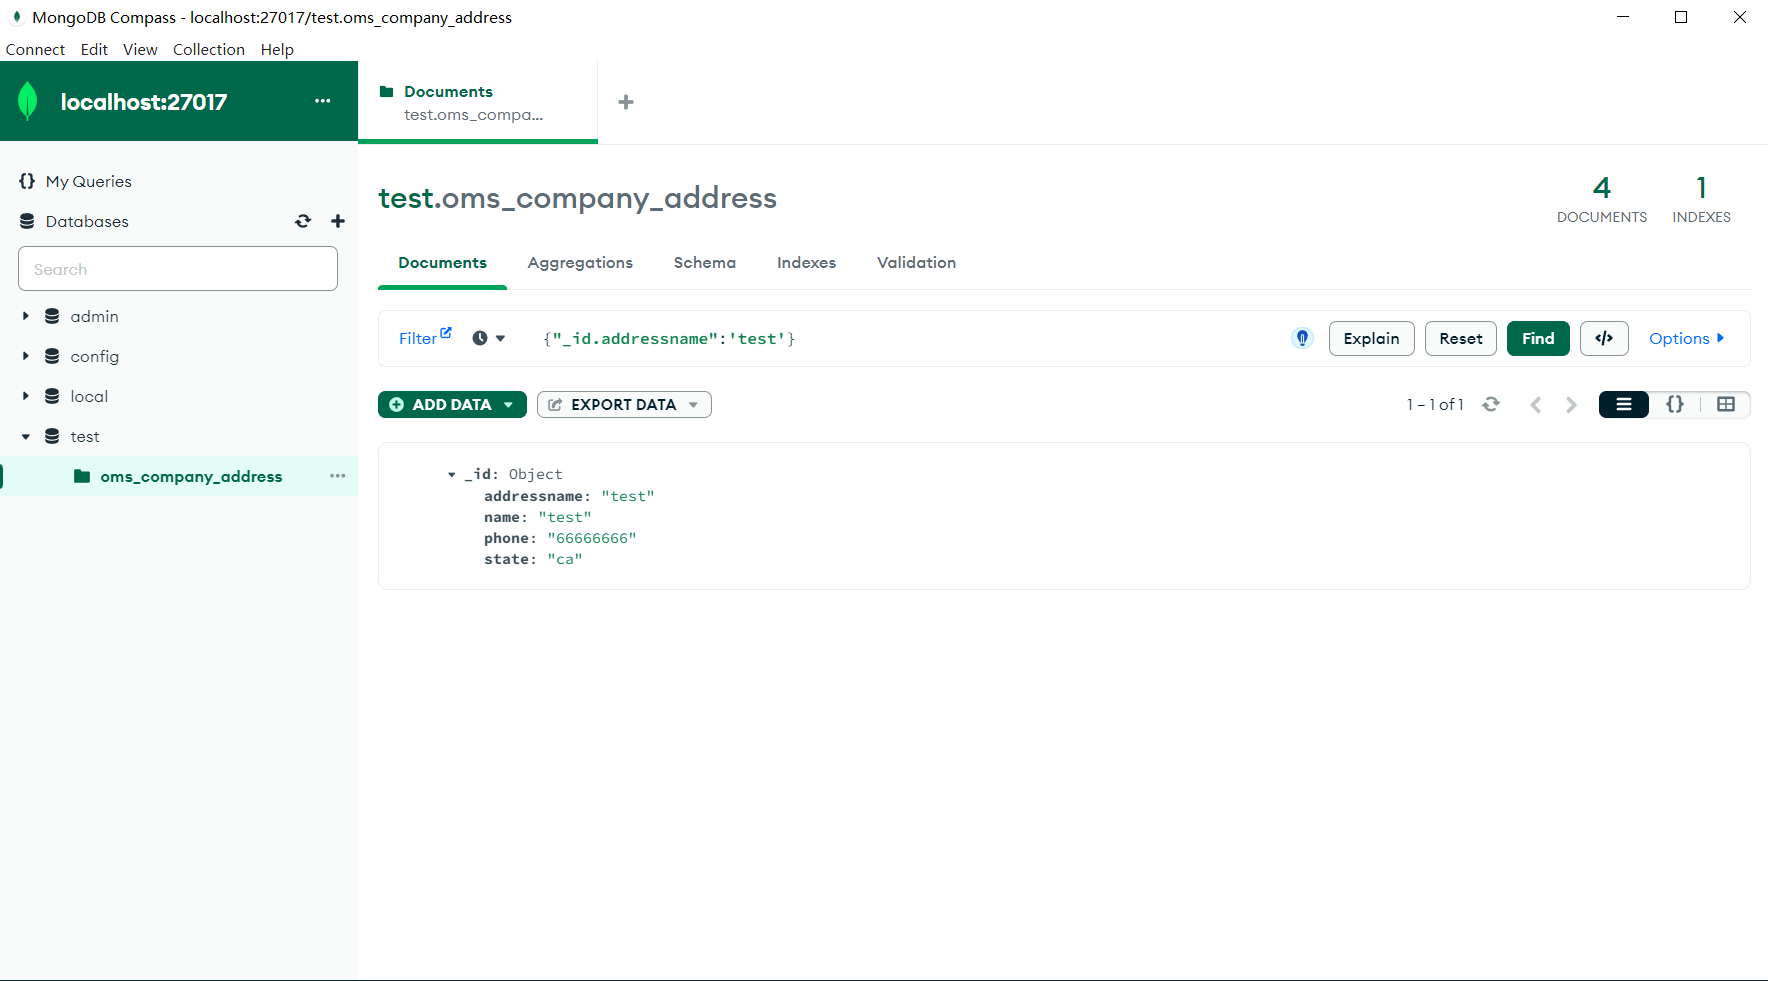 MongoDB Compass - localhost:27017/test.oms_company_address
Connect Edit View Collection Help
localhost:27017 ...
Documents
test.oms_compa...
My Queries
Databases
Search
admin
config
local
test
oms_company_address ...
test.oms_company_address
4
DOCUMENTS
1
INDEXES
Documents Aggregations Schema Indexes Validation
Filter {"_id.addressname":'test'} Explain Reset Find </> Options
ADD DATA EXPORT DATA 1 – 1 of 1 {}
_id: Object
addressname: "test"
name: "test"
phone: "66666666"
state: "ca"